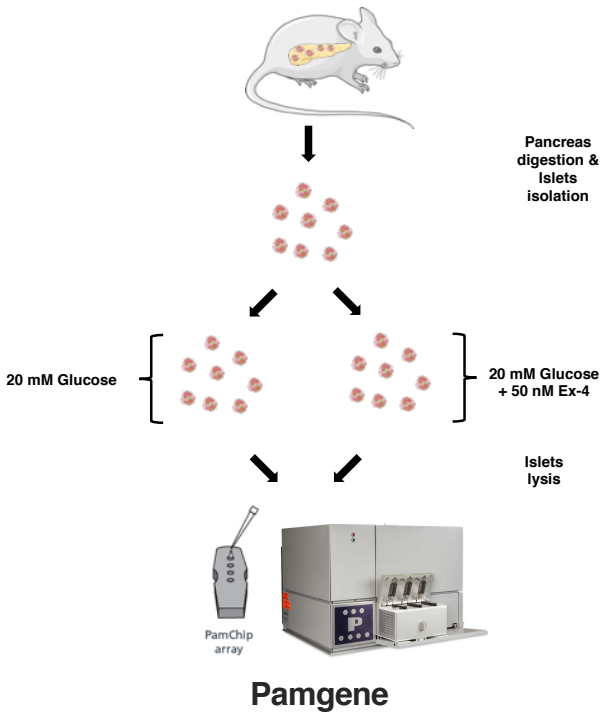 Pancreas
digestion &
Islets
isolation
20 mM Glucose
20 mM Glucose
+ 50 nM Ex-4
Islets
lysis
P
PamChip
array
Pamgene